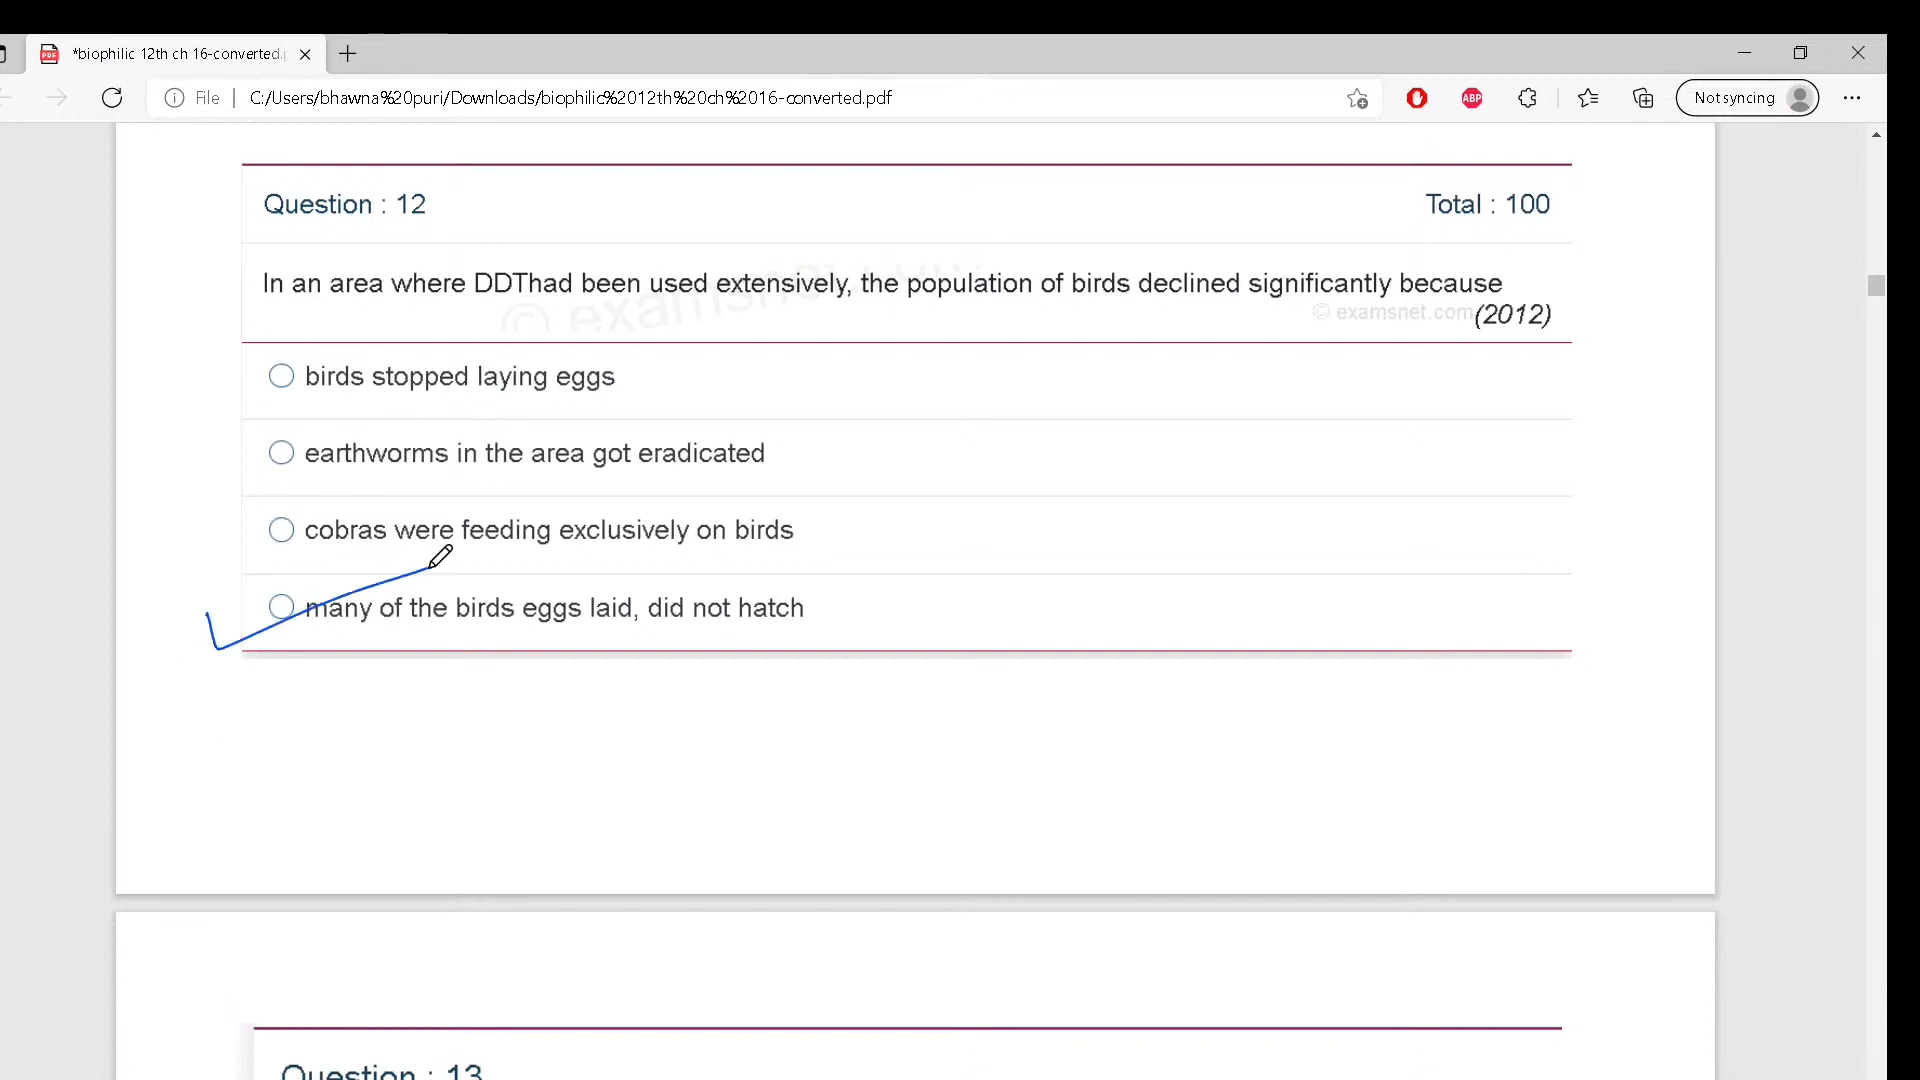 *biophilic 12th ch 16-converted.
File
C:/Users/bhawna%20puri/Downloads/biophilic%2012th%20ch%2016-converted.pdf
ABP
Not syncing
Question : 12
Total : 100
In an area where DDThad been used extensively, the population of birds declined significantly because
© examsnet.com
(2012)
© examsnet
birds stopped laying eggs
earthworms in the area got eradicated
cobras were feeding exclusively on birds
many of the birds eggs laid, did not hatch
Question : 13